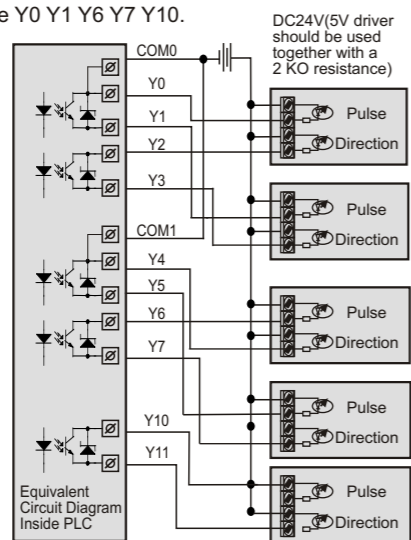 e Y0 Y1 Y6 Y7 Y10.
DC24V(5V driver
should be used
together with a
2 KO resistance)
COM0
Y0
Y1
Y2
Y3
COM1
Y4
Y5
Y6
Y7
Y10
Y11
Pulse
Direction
Pulse
Direction
Pulse
Direction
Pulse
Direction
Pulse
Direction
Equivalent
Circuit Diagram
Inside PLC